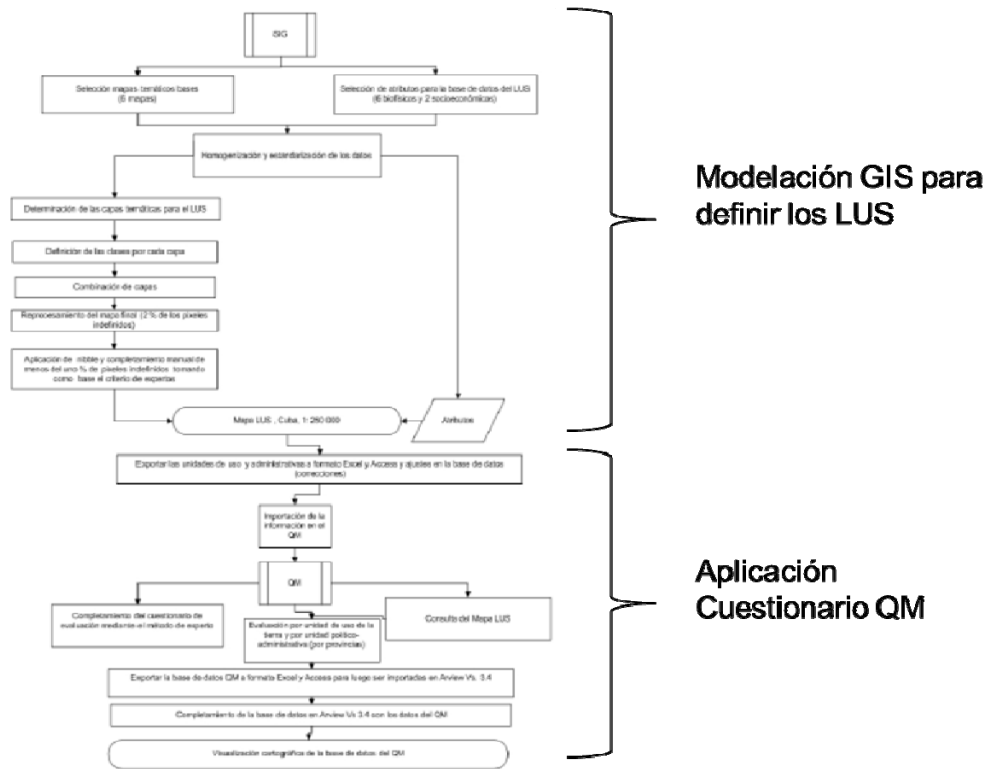 SIG
Selección mapas temáticos bases
(6 mapas)
Selección de atributos para la base de datos del LUS
(6 biofísicos y 2 socioeconómicas)
Homogenización y estandarización de los datos
Determinación de las capas temáticas para el LUS
Definición de las clases por cada capa
Combinación de capas
Reprocesamiento del mapa final (2% de los píxeles
indefinidos)
Aplicación de nibble y completamiento manual de
menos del uno % de píxeles indefinidos tomando
como base el criterio de expertos
Mapa LUS , Cuba, 1: 250 000
Atributos
Modelación GIS para
definir los LUS
Exportar las unidades de uso y administrativas a formato Excel y Access y ajustes en la base de datos
(correcciones)
Importación de la
información en el
QM
QM
Completamiento del cuestionario de
evaluación mediante el método de experto
Evaluación por unidad de uso de la
tierra y por unidad político-
administrativa (por provincias)
Consulta del Mapa LUS
Exportar la base de datos QM a formato Excel y Access para luego ser importadas en Arview Vs. 3.4
Completamiento de la base de datos en Arview Vs 3.4 con los datos del QM
Visualización cartográfica de la base de datos del QM
Aplicación
Cuestionario QM